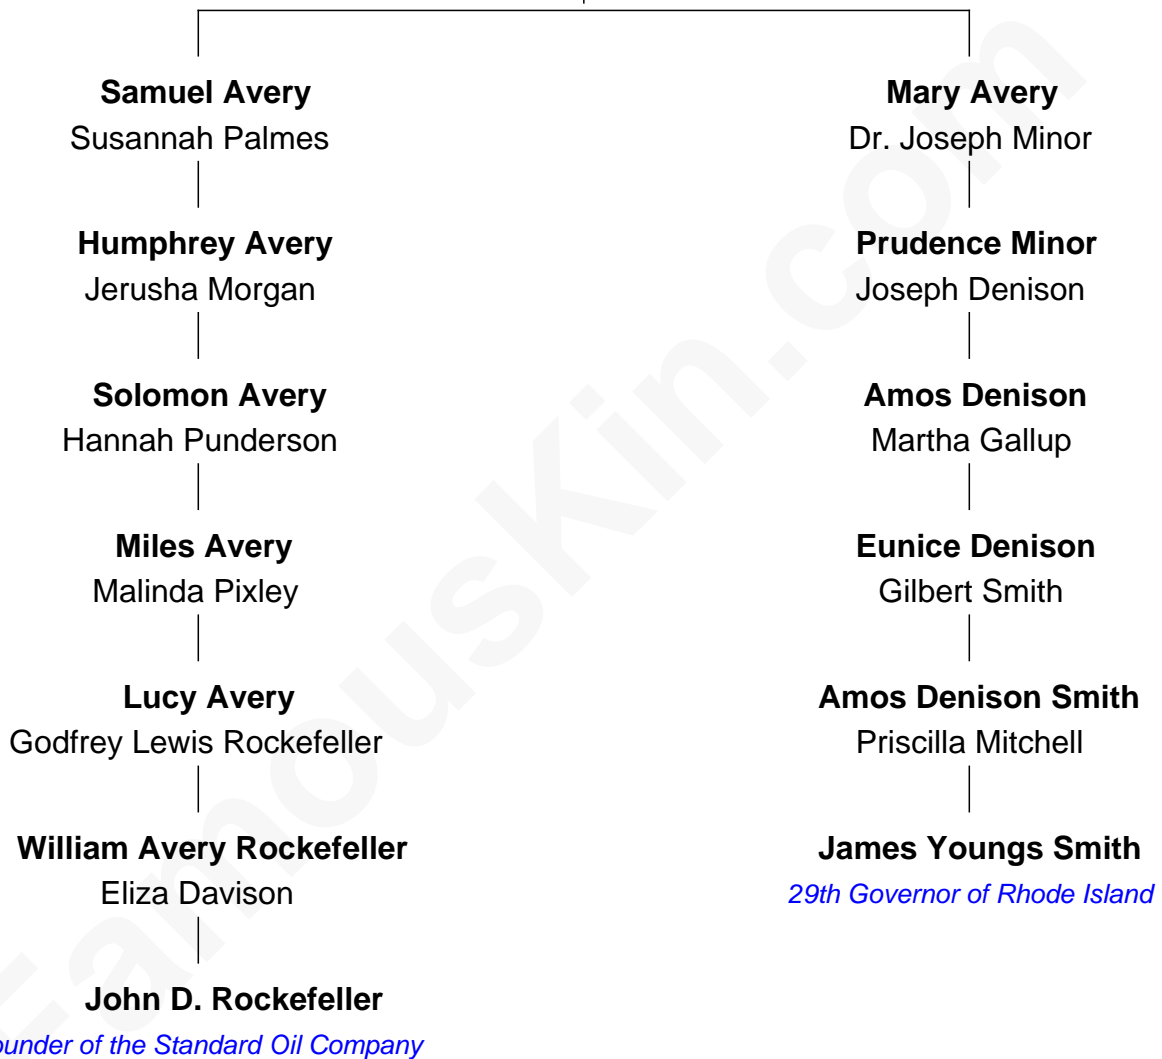 Samuel Avery
Susannah Palmes
Humphrey Avery
Jerusha Morgan
Solomon Avery
Hannah Punderson
Miles Avery
Malinda Pixley
Lucy Avery
Godfrey Lewis Rockefeller
William Avery Rockefeller
Eliza Davison
John D. Rockefeller
ounder of the Standard Oil Company
Mary Avery
Dr. Joseph Minor
Prudence Minor
Joseph Denison
Amos Denison
Martha Gallup
Eunice Denison
Gilbert Smith
Amos Denison Smith
Priscilla Mitchell
James Youngs Smith
29th Governor of Rhode Island
FamousKin.com